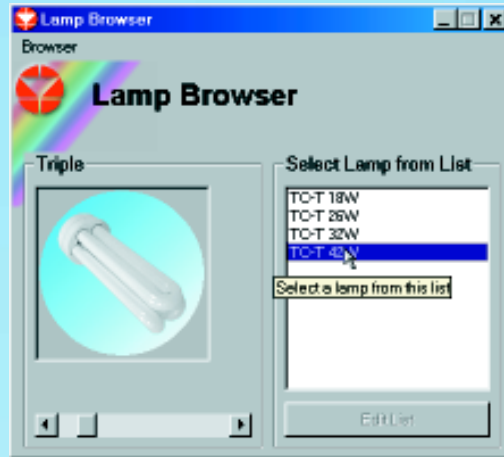 Lamp Browser
Browser
Lamp Browser
Triple
Select Lamp from List
TC-T 18W
TC-T 26W
TC-T 32W
TC-T 42W
Select a lamp from this list
Edit List